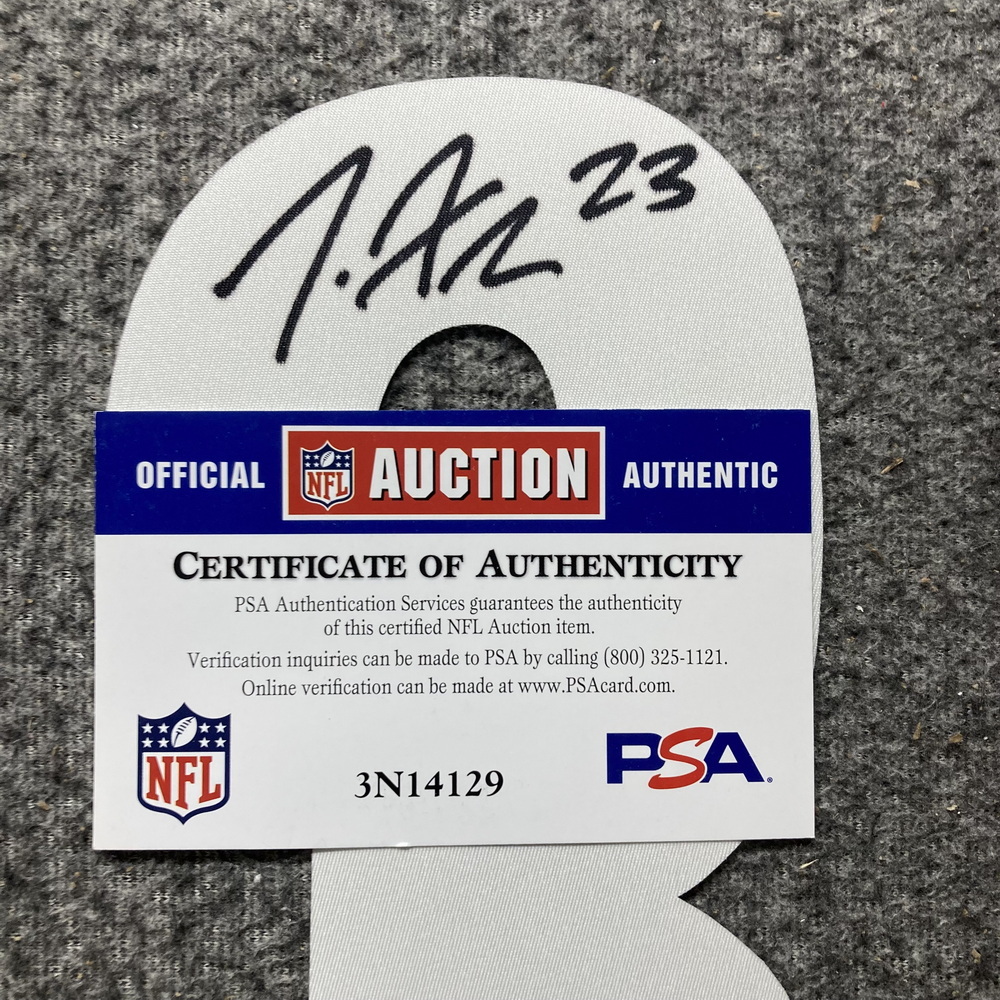 23
OFFICIAL NFL AUCTION AUTHENTIC
CERTIFICATE OF AUTHENTICITY
PSA Authentication Services guarantees the authenticity
of this certified NFL Auction item.
Verification inquiries can be made to PSA by calling (800) 325-1121.
Online verification can be made at www.PSAcard.com.
NFL
3N14129
PSA